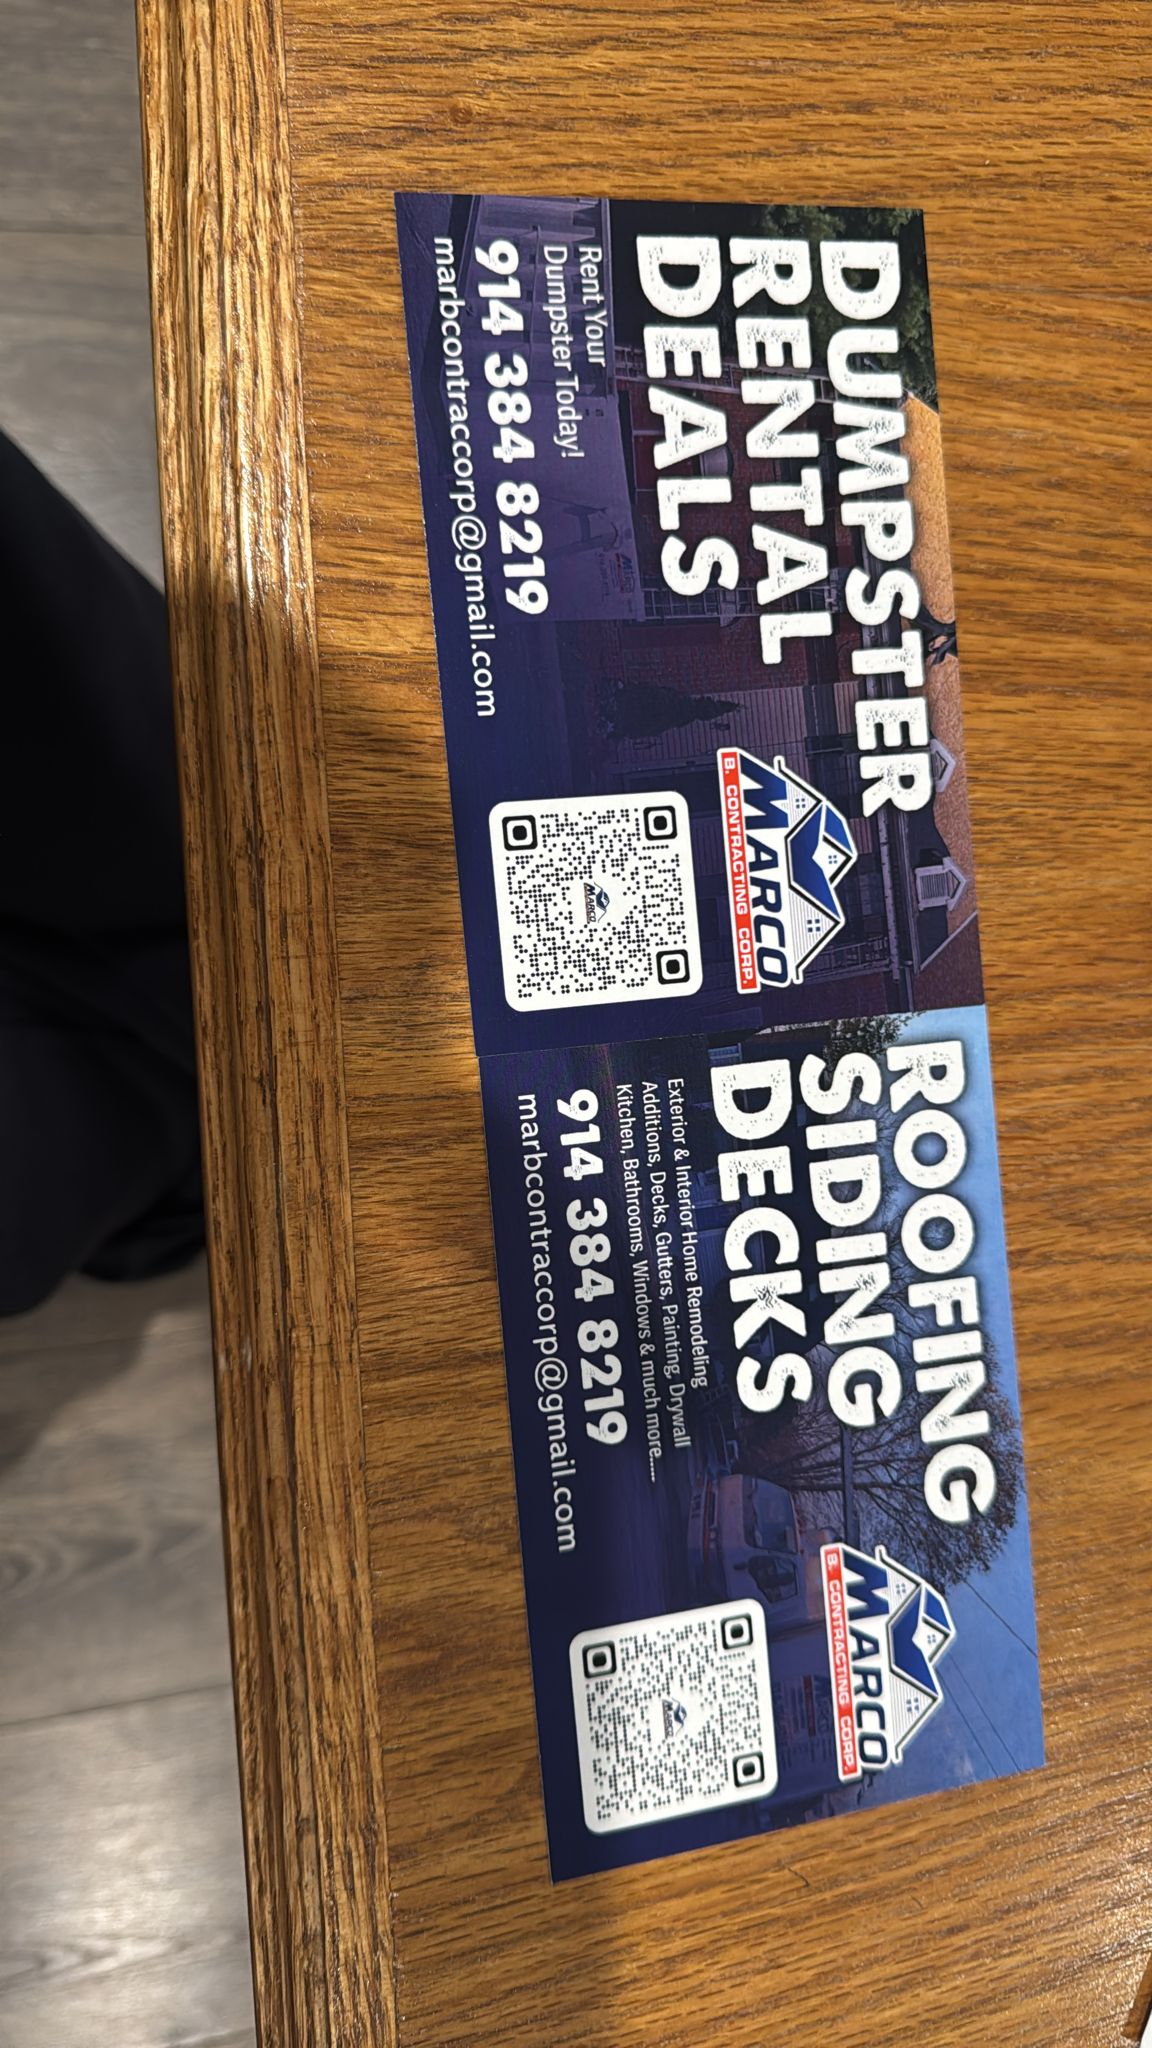 DUMPSTER
RENTAL
DEALS
Rent Your
Dumpster Today!
914 384 8219
marbcontraccorp@gmail.com
MARCO
B. CONTRACTING CORP.
MARCO
ROOFING
SIDING
DECKS
Exterior & Interior Home Remodeling
Additions, Decks, Gutters, Painting, Drywall
Kitchen, Bathrooms, Windows & much more.....
914 384 8219
marbcontraccorp@gmail.com
MARCO
B. CONTRACTING CORP.
MARCO